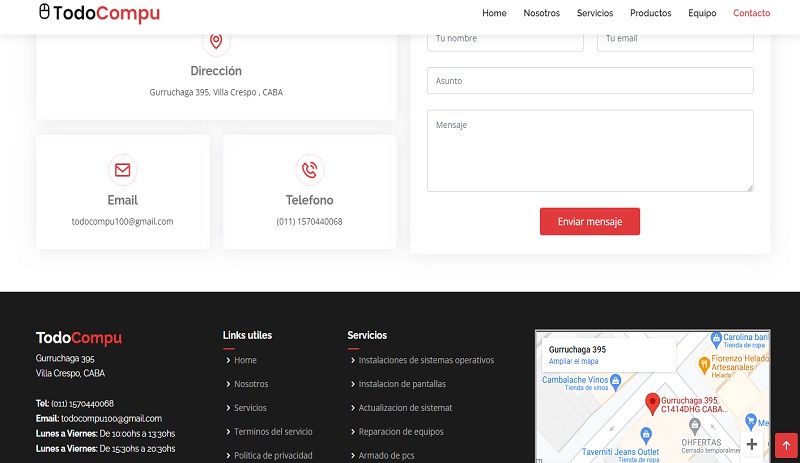 TodoCompu
Home Nosotros Servicios Productos Equipo Contacto
Dirección
Gurruchaga 395, Villa Crespo , CABA
Email
todocompu100@gmail.com
Telefono
(011) 1570440068
Tu nombre
Tu email
Asunto
Mensaje
Enviar mensaje
TodoCompu
Gurruchaga 395
Villa Crespo, CABA
Tel: (011) 1570440068
Email: todocompu100@gmail.com
Lunes a Viernes: De 10:00hs a 13:30hs
Lunes a Viernes: De 15:30hs a 20:30hs
Links utiles
Home
Nosotros
Servicios
Terminos del servicio
Politica de privacidad
Servicios
Instalaciones de sistemas operativos
Instalacion de pantallas
Actualizacion de sistemat
Reparacion de equipos
Armado de pcs
Gurruchaga 395
Ampliar el mapa
Carolina bari
Tienda de ropa
Fiorenzo Helado
Artesanales
Helado
Cambalache Vinos
Tienda de vinos
Gurruchaga 395,
C1414DHG CABA...
OHFERTAS
Cerrado temporalmer
Me
Taverniti Jeans Outlet
Tienda de ropa